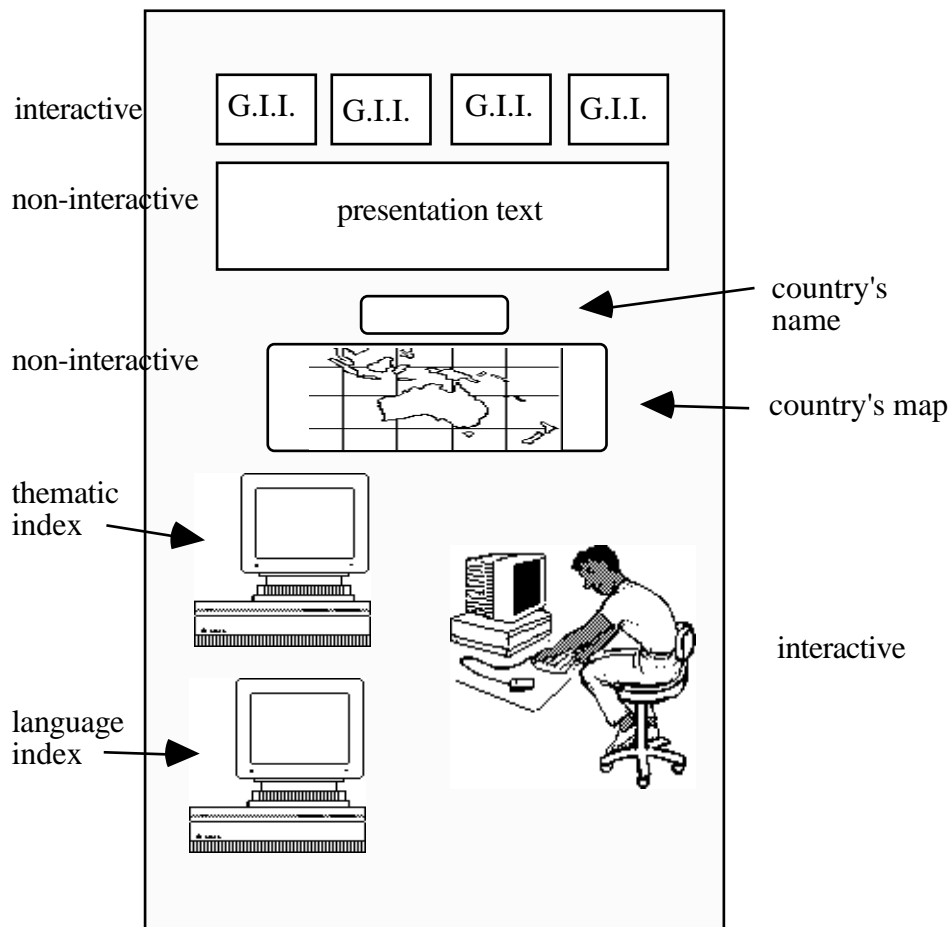 interactive
G.I.I. G.I.I. G.I.I. G.I.I.
non-interactive
presentation text
country's
name
non-interactive
country's map
thematic
index
interactive
language
index